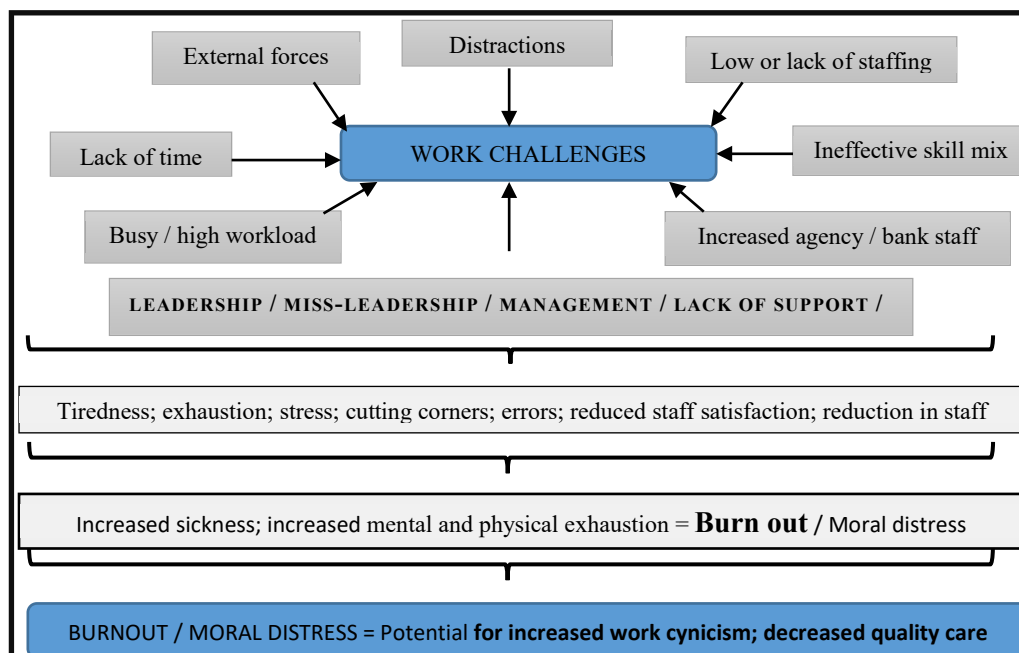 Distractions
External forces
Low or lack of staffing
Lack of time
WORK CHALLENGES
Ineffective skill mix
Busy / high workload
Increased agency / bank staff
LEADERSHIP / MISS-LEADERSHIP / MANAGEMENT / LACK OF SUPPORT /
Tiredness; exhaustion; stress; cutting corners; errors; reduced staff satisfaction; reduction in staff
Increased sickness; increased mental and physical exhaustion = Burn out / Moral distress
BURNOUT / MORAL DISTRESS = Potential for increased work cynicism; decreased quality care